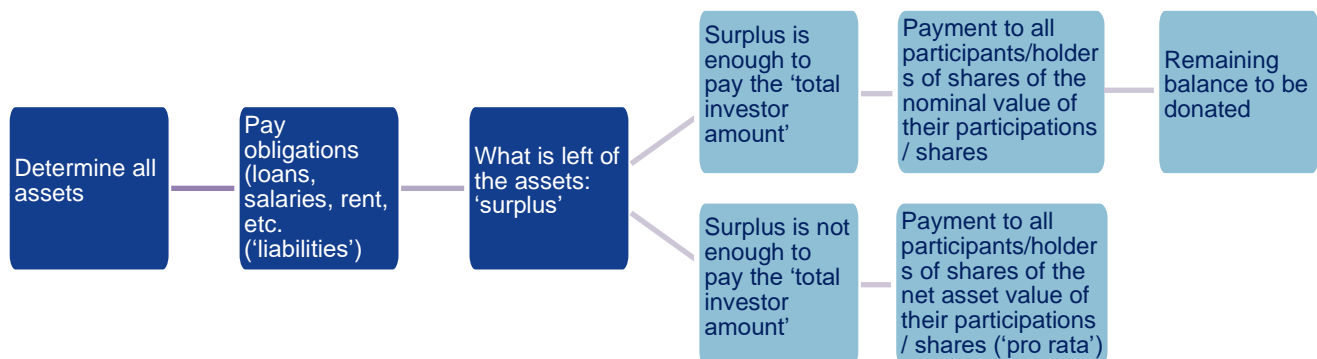 Determine all
assets
Pay
obligations
(loans,
salaries, rent,
etc.
(‘liabilities’)
What is left of
the assets:
‘surplus’
Surplus is
enough to
pay the ‘total
investor
amount’
Payment to all
participants/holder
s of shares of the
nominal value of
their participations
/ shares
Remaining
balance to be
donated
Surplus is not
enough to
pay the ‘total
investor
amount’
Payment to all
participants/holder
s of shares of the
net asset value of
their participations
/ shares (‘pro rata’)